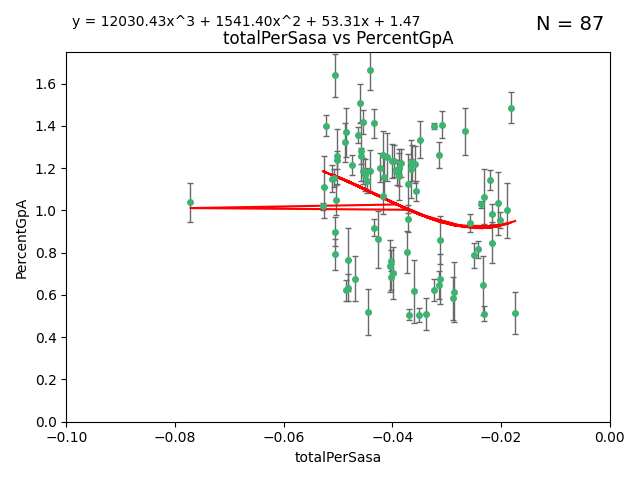 y = 12030.43x^3 + 1541.40x^2 + 53.31x + 1.47
N = 87
totalPerSasa vs PercentGpA
PercentGpA
1.6
1.4
1.2
1.0
0.8
0.6
0.4
0.2
0.0
−0.10 −0.08 −0.06 −0.04 −0.02 0.00
totalPerSasa